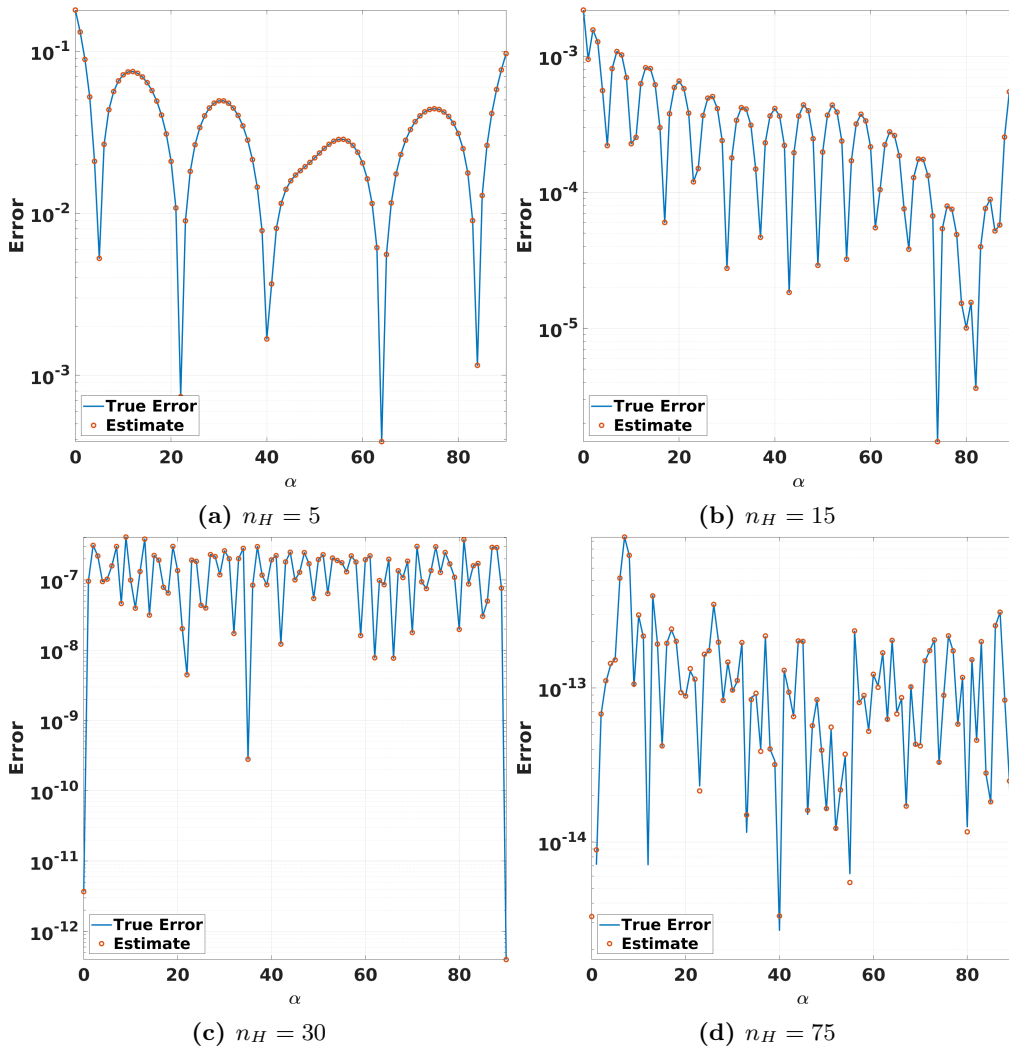 10^-1
10^-2
10^-3
Error
True Error
Estimate
0 20 40 60 80
α
(a) n_H = 5
10^-3
10^-4
10^-5
Error
True Error
Estimate
0 20 40 60 80
α
(b) n_H = 15
10^-7
10^-8
10^-9
10^-10
10^-11
10^-12
Error
True Error
Estimate
0 20 40 60 80
α
(c) n_H = 30
10^-13
10^-14
Error
True Error
Estimate
0 20 40 60 80
α
(d) n_H = 75